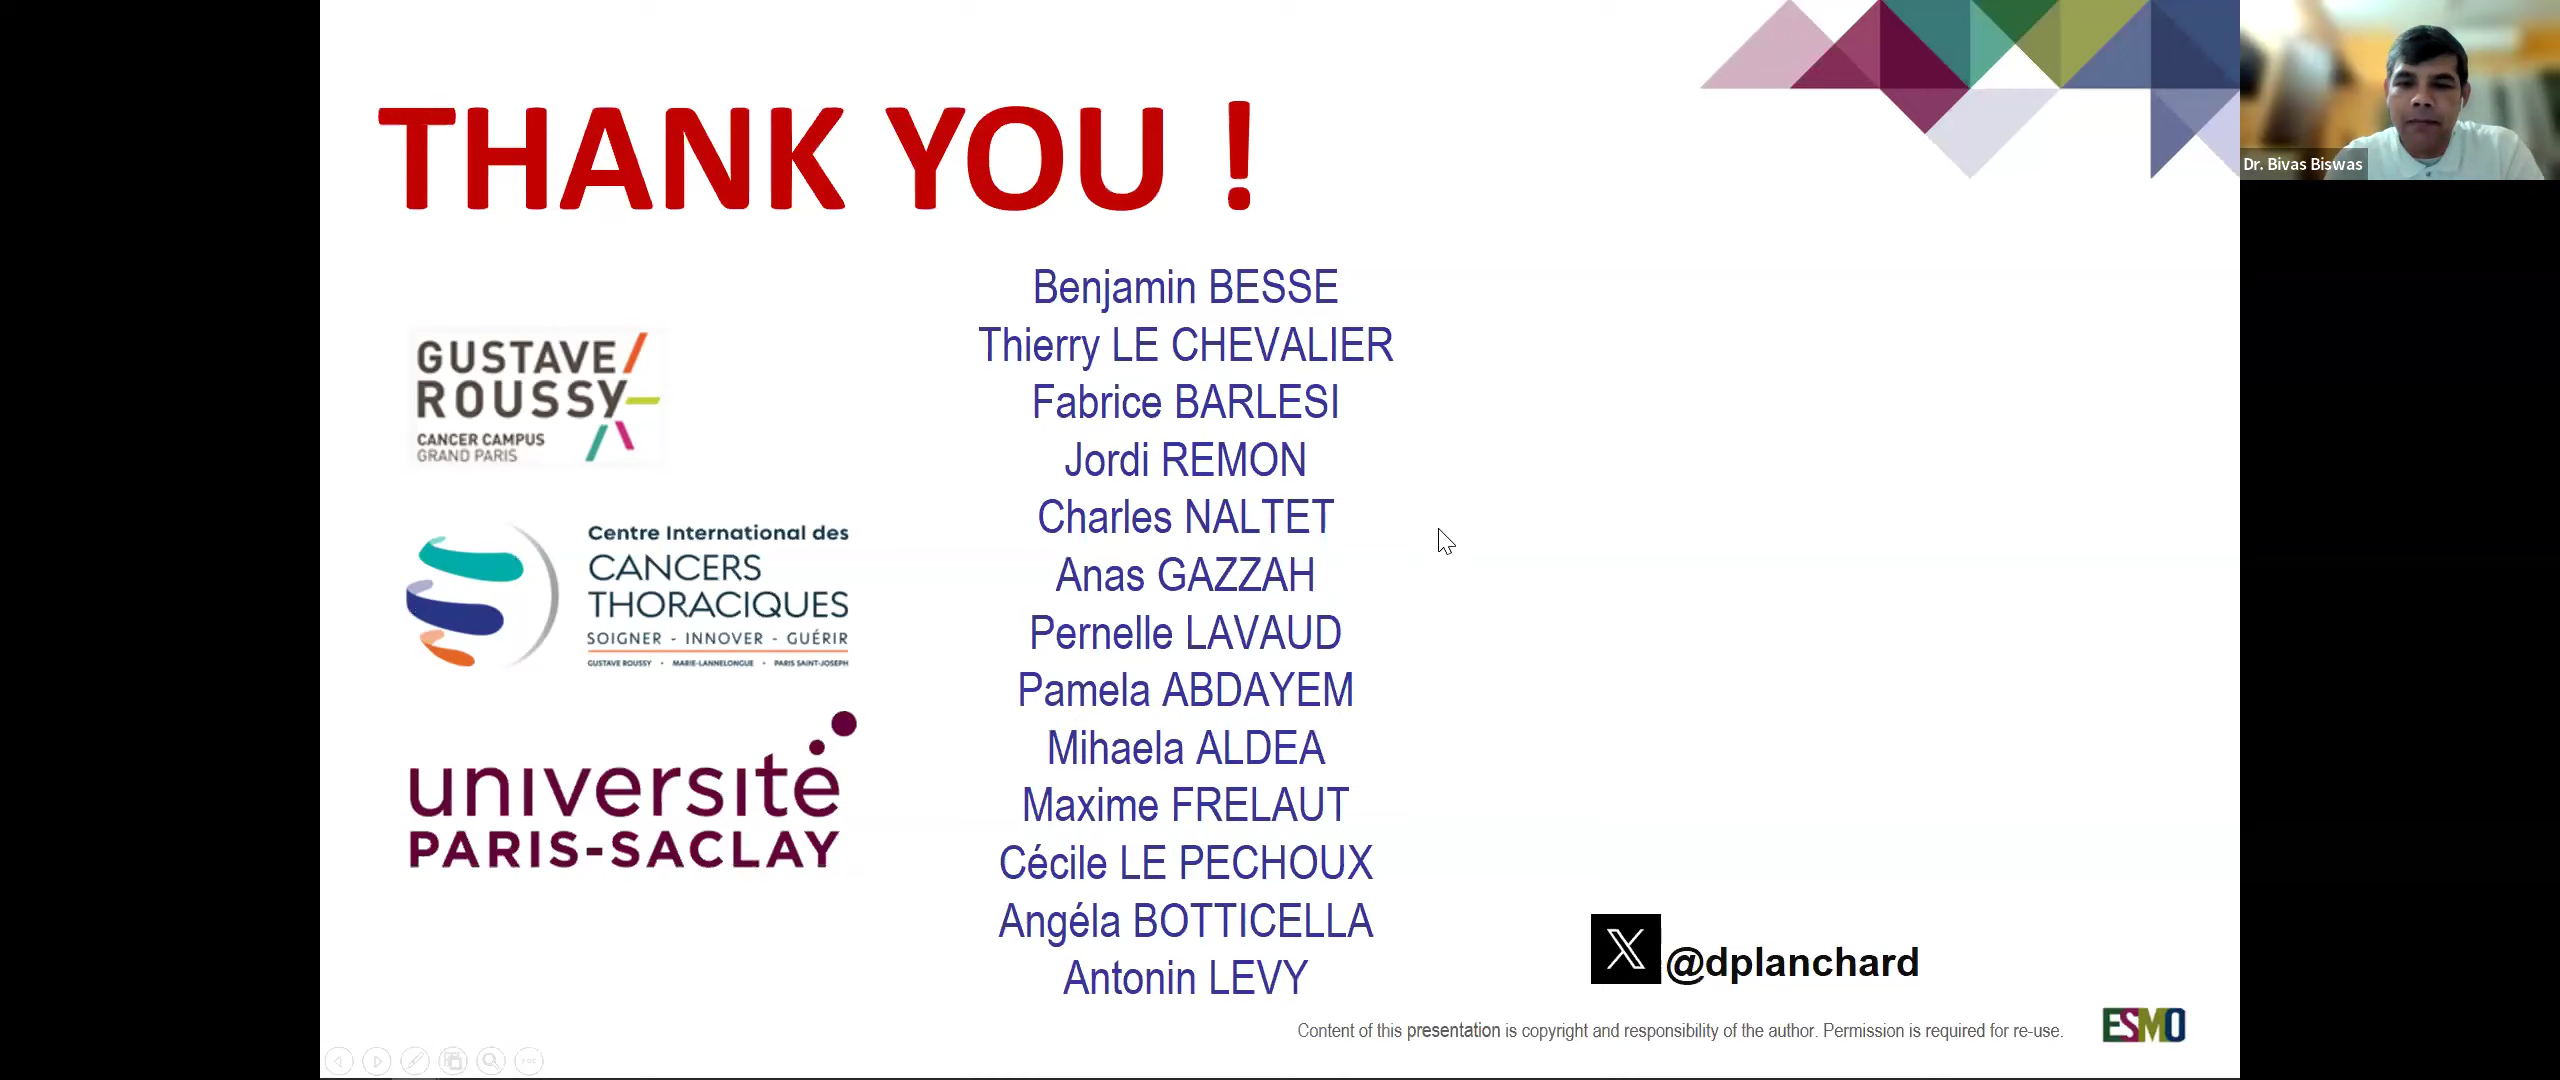 THANK YOU !
Dr. Bivas Biswas
Benjamin BESSE
Thierry LE CHEVALIER
Fabrice BARLESI
Jordi REMON
Charles NALTET
Anas GAZZAH
Pernelle LAVAUD
Pamela ABDAYEM
Mihaela ALDEA
Maxime FRELAUT
Cécile LE PECHOUX
Angéla BOTTICELLA
Antonin LEVY
GUSTAVE
ROUSSY
CANCER CAMPUS
GRAND PARIS
Centre International des
CANCERS
THORACIQUES
SOIGNER - INNOVER - GUÉRIR
GUSTAVE ROUSSY • MARIE-LANNELONGUE • PARIS SAINT-JOSEPH
université
PARIS-SACLAY
@dplanchard
Content of this presentation is copyright and responsibility of the author. Permission is required for re-use.
ESMO